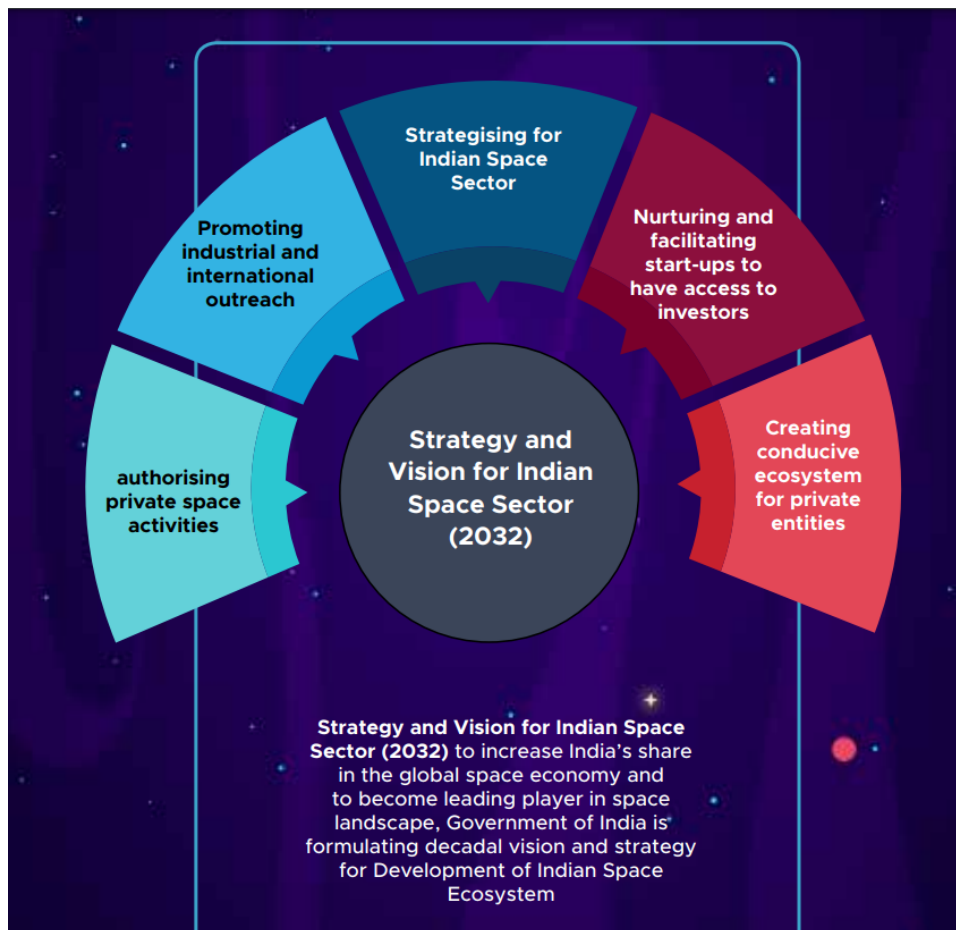 Strategising for
Indian Space
Sector
Promoting
industrial and
international
outreach
Nurturing and
facilitating
start-ups to
have access to
investors
authorising
private space
activities
Creating
conducive
ecosystem
for private
entities
Strategy and
Vision for Indian
Space Sector
(2032)
Strategy and Vision for Indian Space
Sector (2032) to increase India's share
in the global space economy and
to become leading player in space
landscape, Government of India is
formulating decadal vision and strategy
for Development of Indian Space
Ecosystem